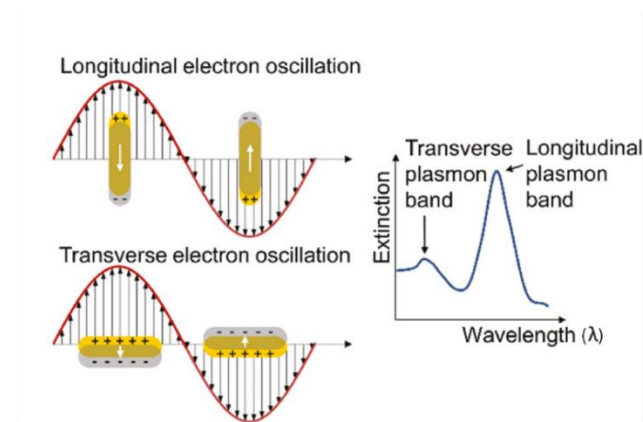 Longitudinal electron oscillation
++
- -
- -
++
Transverse electron oscillation
+ + + + +
- - - - -
- - - - -
+ + + + +
Transverse
plasmon
band
Longitudinal
plasmon
band
Extinction
Wavelength (λ)